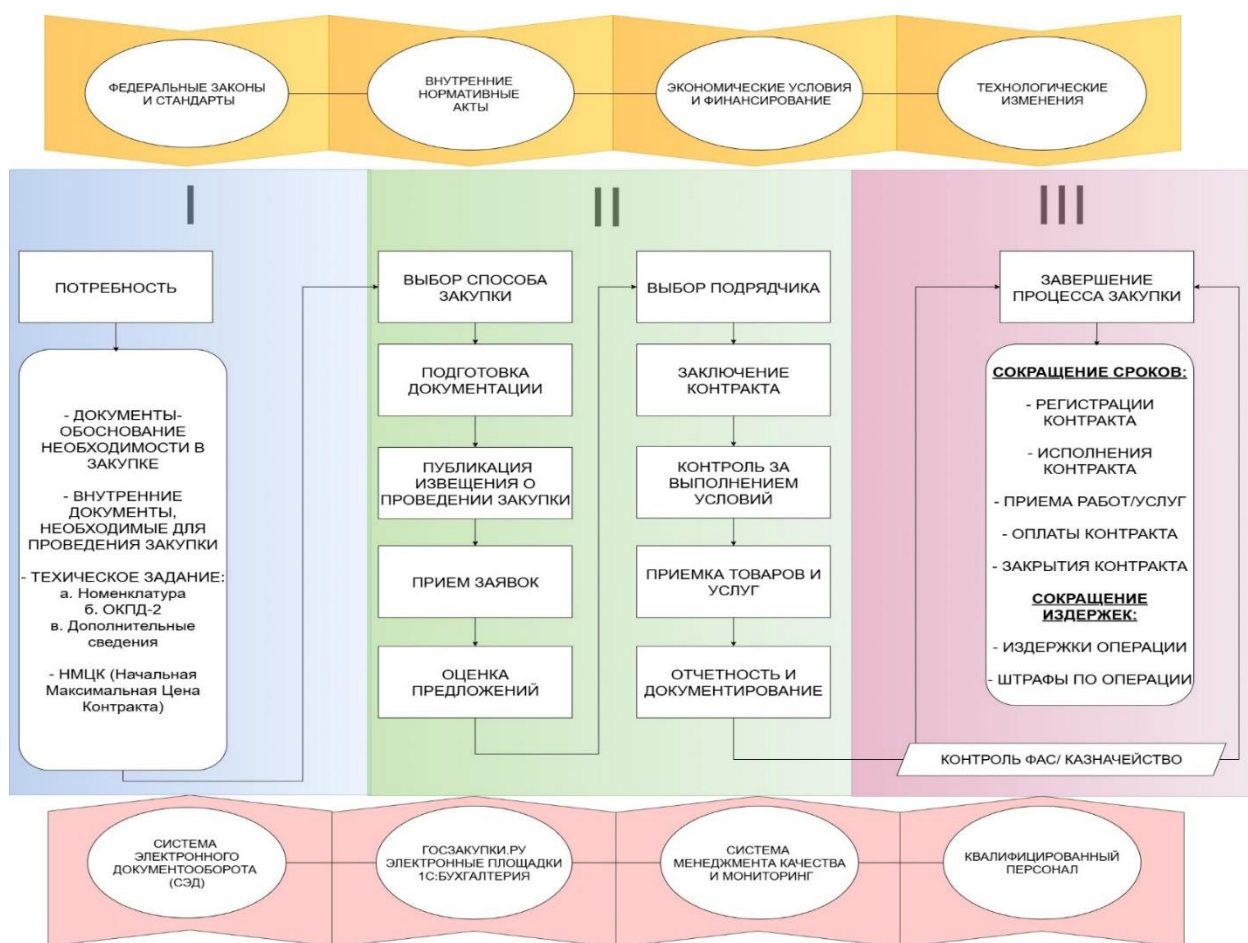 ФЕДЕРАЛЬНЫЕ ЗАКОНЫ
И СТАНДАРТЫ
ВНУТРЕННИЕ
НОРМАТИВНЫЕ
АКТЫ
ЭКОНОМИЧЕСКИЕ УСЛОВИЯ
И ФИНАНСИРОВАНИЕ
ТЕХНОЛОГИЧЕСКИЕ
ИЗМЕНЕНИЯ
I
ПОТРЕБНОСТЬ
- ДОКУМЕНТЫ-
ОБОСНОВАНИЕ
НЕОБХОДИМОСТИ В
ЗАКУПКЕ
- ВНУТРЕННИЕ
ДОКУМЕНТЫ,
НЕОБХОДИМЫЕ ДЛЯ
ПРОВЕДЕНИЯ ЗАКУПКИ
- ТЕХИЧЕСКОЕ ЗАДАНИЕ:
а. Номенклатура
б. ОКПД-2
в. Дополнительные
сведения
- НМЦК (Начальная
Максимальная Цена
Контракта)
II
ВЫБОР СПОСОБА
ЗАКУПКИ
ПОДГОТОВКА
ДОКУМЕНТАЦИИ
ПУБЛИКАЦИЯ
ИЗВЕЩЕНИЯ О
ПРОВЕДЕНИИ ЗАКУПКИ
ПРИЕМ ЗАЯВОК
ОЦЕНКА
ПРЕДЛОЖЕНИЙ
ВЫБОР ПОДРЯДЧИКА
ЗАКЛЮЧЕНИЕ
КОНТРАКТА
КОНТРОЛЬ ЗА
ВЫПОЛНЕНИЕМ
УСЛОВИЙ
ПРИЕМКА ТОВАРОВ И
УСЛУГ
ОТЧЕТНОСТЬ И
ДОКУМЕНТИРОВАНИЕ
III
ЗАВЕРШЕНИЕ
ПРОЦЕССА ЗАКУПКИ
СОКРАЩЕНИЕ СРОКОВ:
- РЕГИСТРАЦИИ
КОНТРАКТА
- ИСПОЛНЕНИЯ
КОНТРАКТА
- ПРИЕМА РАБОТ/УСЛУГ
- ОПЛАТЫ КОНТРАКТА
- ЗАКРЫТИЯ КОНТРАКТА
СОКРАЩЕНИЕ
ИЗДЕРЖЕК:
- ИЗДЕРЖКИ ОПЕРАЦИИ
- ШТРАФЫ ПО ОПЕРАЦИИ
КОНТРОЛЬ ФАС/ КАЗНАЧЕЙСТВО
СИСТЕМА
ЭЛЕКТРОННОГО
ДОКУМЕНТООБОРОТА
(СЭД)
ГОСЗАКУПКИ.РУ
ЭЛЕКТРОННЫЕ ПЛОЩАДКИ
1С:БУХГАЛТЕРИЯ
СИСТЕМА
МЕНЕДЖМЕНТА КАЧЕСТВА
И МОНИТОРИНГ
КВАЛИФИЦИРОВАННЫЙ
ПЕРСОНАЛ